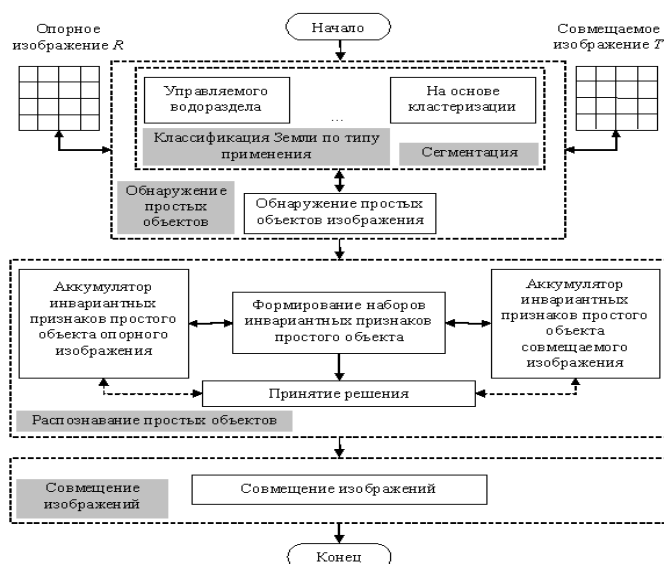 Опорное
изображение R
Начало
Совмещаемое
изображение T
Управляемого
водораздела
...
На основе
кластеризации
Классификация Земли по типу
применения
Сегментация
Обнаружение
простых
объектов
Обнаружение простых
объектов изображения
Аккумулятор
инвариантных
признаков простого
объекта опорного
изображения
Формирование наборов
инвариантных признаков
простого объекта
Аккумулятор
инвариантных
признаков простого
объекта
совмещаемого
изображения
Принятие решения
Распознавание простых объектов
Совмещение
изображений
Совмещение изображений
Конец